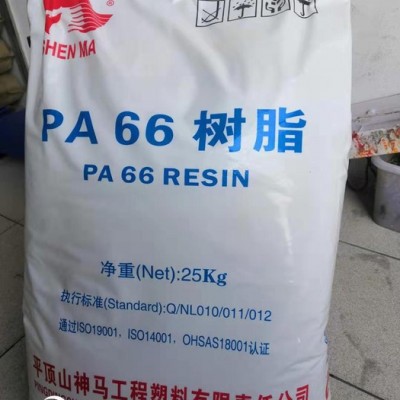 SHEN MA
PA 66 树脂
PA 66 RESIN
净重(Net):25Kg
执行标准(Standard):Q/NL010/011/012
通过ISO19001, ISO14001, OHSAS18001认证
平顶山神马工程塑料有限责任公司